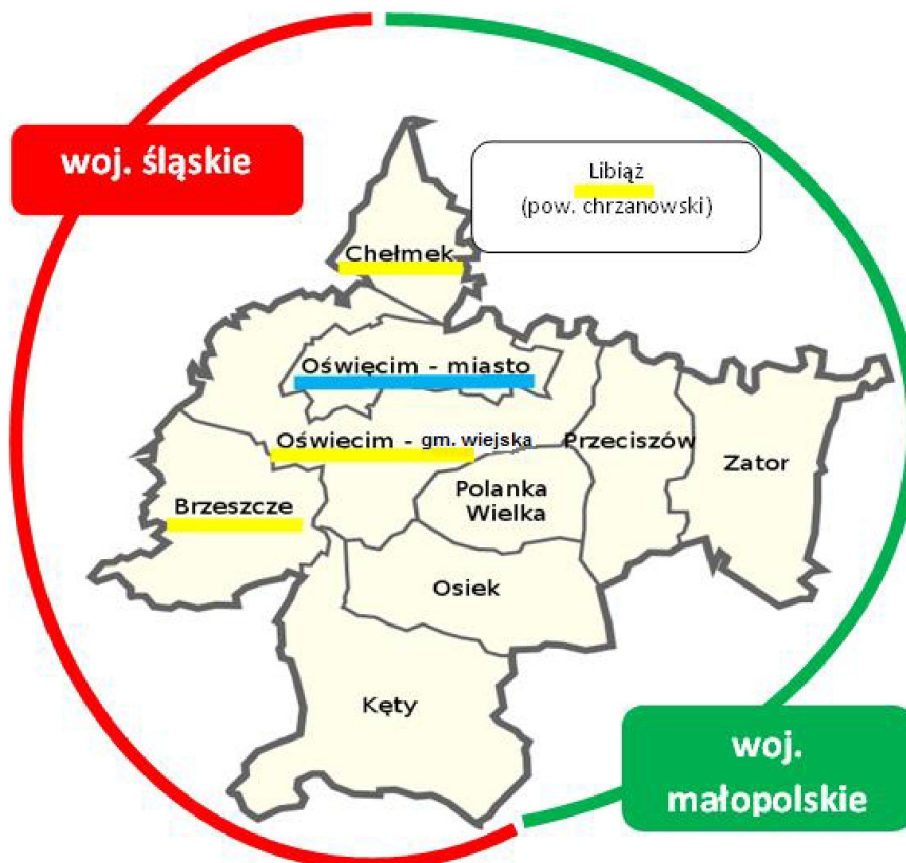 woj. śląskie
Libiąż
(pow. chrzanowski)
Chełmek
Oświęcim - miasto
Oświęcim - gm. wiejska
Przeciszów
Zator
Brzeszcze
Polanka
Wielka
Osiek
Kęty
woj.
małopolskie